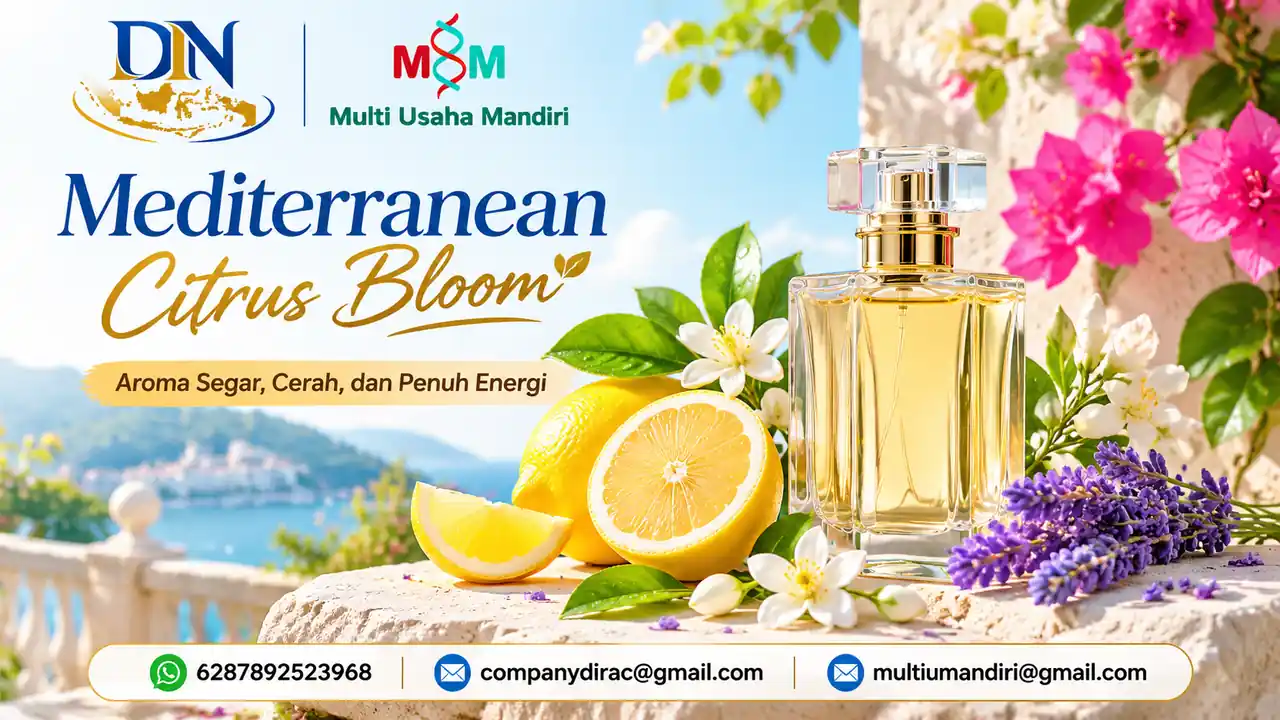 DIN
M M
Multi Usaha Mandiri
Mediterranean
Citrus Bloom
Aroma Segar, Cerah, dan Penuh Energi
6287892523968
companydirac@gmail.com
multiumandiri@gmail.com